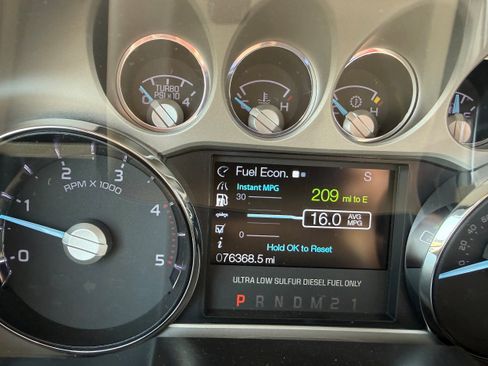 TURBO
PSI X 10
0 4
C H
H
E
Fuel Econ.
S
Instant MPG
30
209 mi to E
16.0 AVG MPG
0
Hold OK to Reset
076368.5 mi
ULTRA LOW SULFUR DIESEL FUEL ONLY
P R N D M 2 1
0 1 2 3 4 5
RPM X 1000